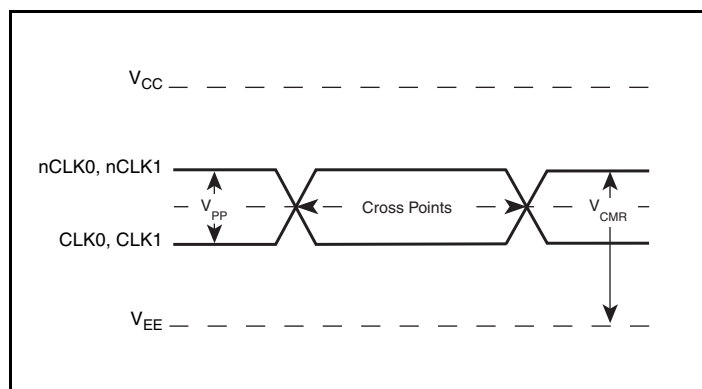 VCC
nCLK0, nCLK1
VPP
Cross Points
VCMR
CLK0, CLK1
VEE